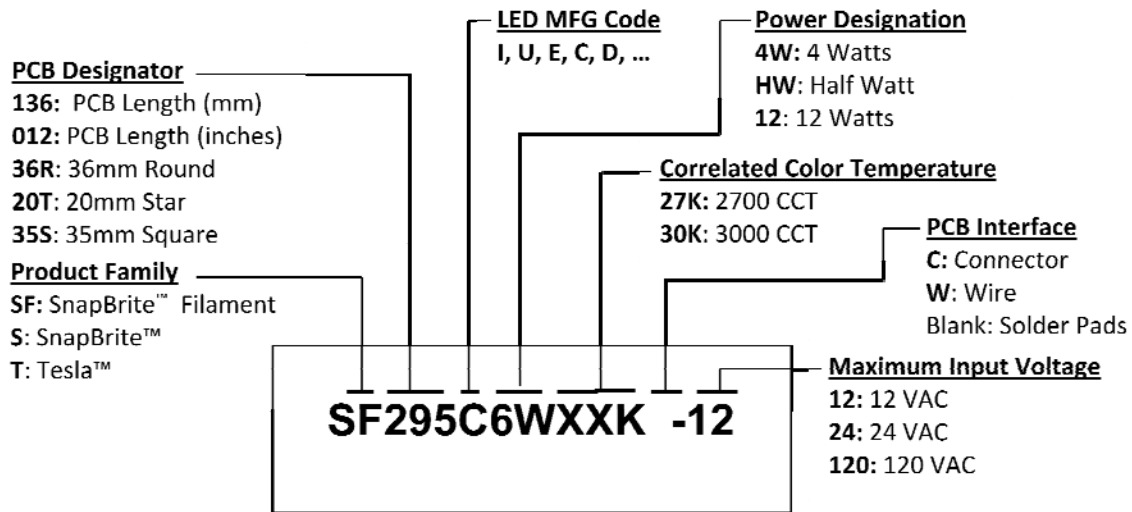 LED MFG Code
I, U, E, C, D, ...
Power Designation
4W: 4 Watts
HW: Half Watt
12: 12 Watts
PCB Designator
136: PCB Length (mm)
012: PCB Length (inches)
36R: 36mm Round
20T: 20mm Star
35S: 35mm Square
Correlated Color Temperature
27K: 2700 CCT
30K: 3000 CCT
PCB Interface
C: Connector
W: Wire
Blank: Solder Pads
Product Family
SF: SnapBrite™ Filament
S: SnapBrite™
T: Tesla™
Maximum Input Voltage
12: 12 VAC
24: 24 VAC
120: 120 VAC
SF295C6WXXK -12